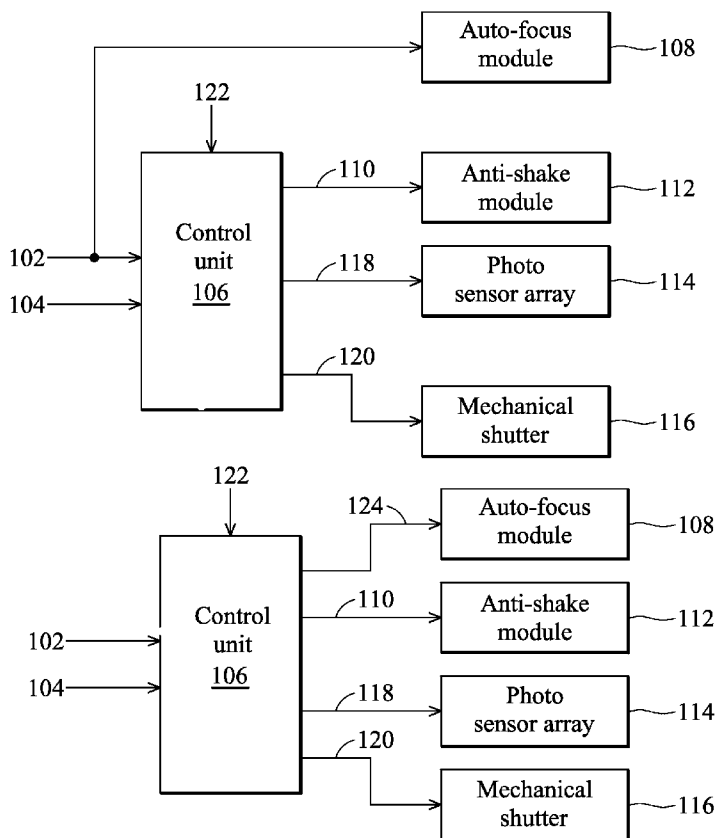 Auto-focus
module
108
122
110
Anti-shake
module
112
Control
unit
106
102
104
118
Photo
sensor array
114
120
Mechanical
shutter
116
122
124
Auto-focus
module
108
110
Anti-shake
module
112
Control
unit
106
102
104
118
Photo
sensor array
114
120
Mechanical
shutter
116